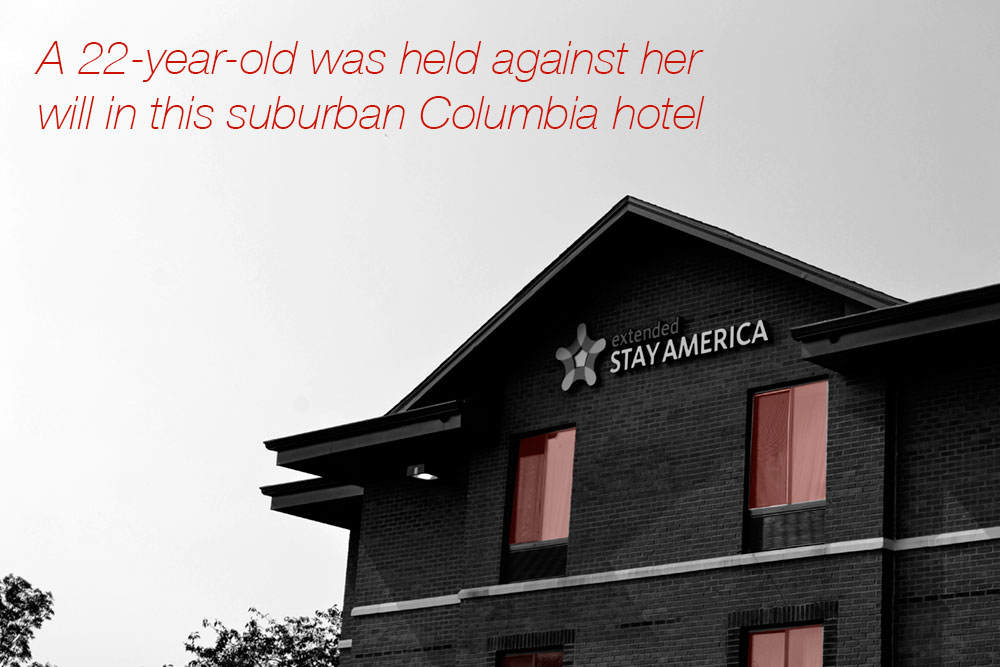 A 22-year-old was held against her
will in this suburban Columbia hotel
extended
STAY AMERICA